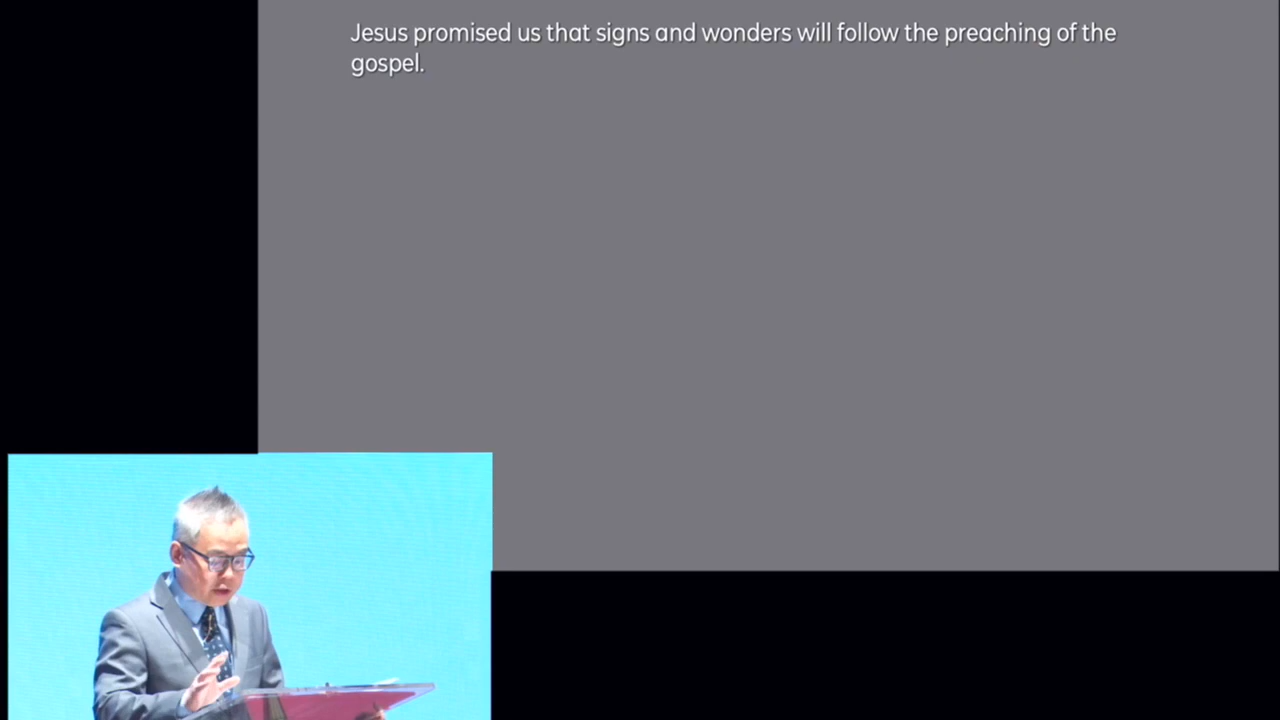 Jesus promised us that signs and wonders will follow the preaching of the
gospel.